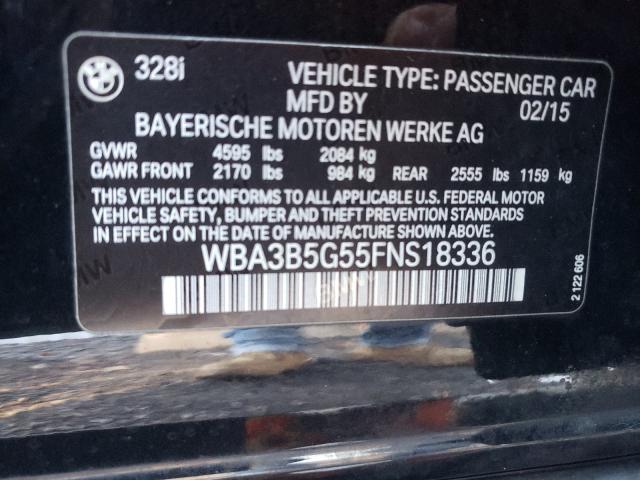 328i VEHICLE TYPE: PASSENGER CAR
MFD BY 02/15
BAYERISCHE MOTOREN WERKE AG
GVWR 4595 lbs 2084 kg
GAWR FRONT 2170 lbs 984 kg REAR 2555 lbs 1159 kg
THIS VEHICLE CONFORMS TO ALL APPLICABLE U.S. FEDERAL MOTOR
VEHICLE SAFETY, BUMPER AND THEFT PREVENTION STANDARDS IN
EFFECT ON THE DATE OF MANUFACTURE SHOWN ABOVE.
WBA3B5G55FNS18336
2 122 606